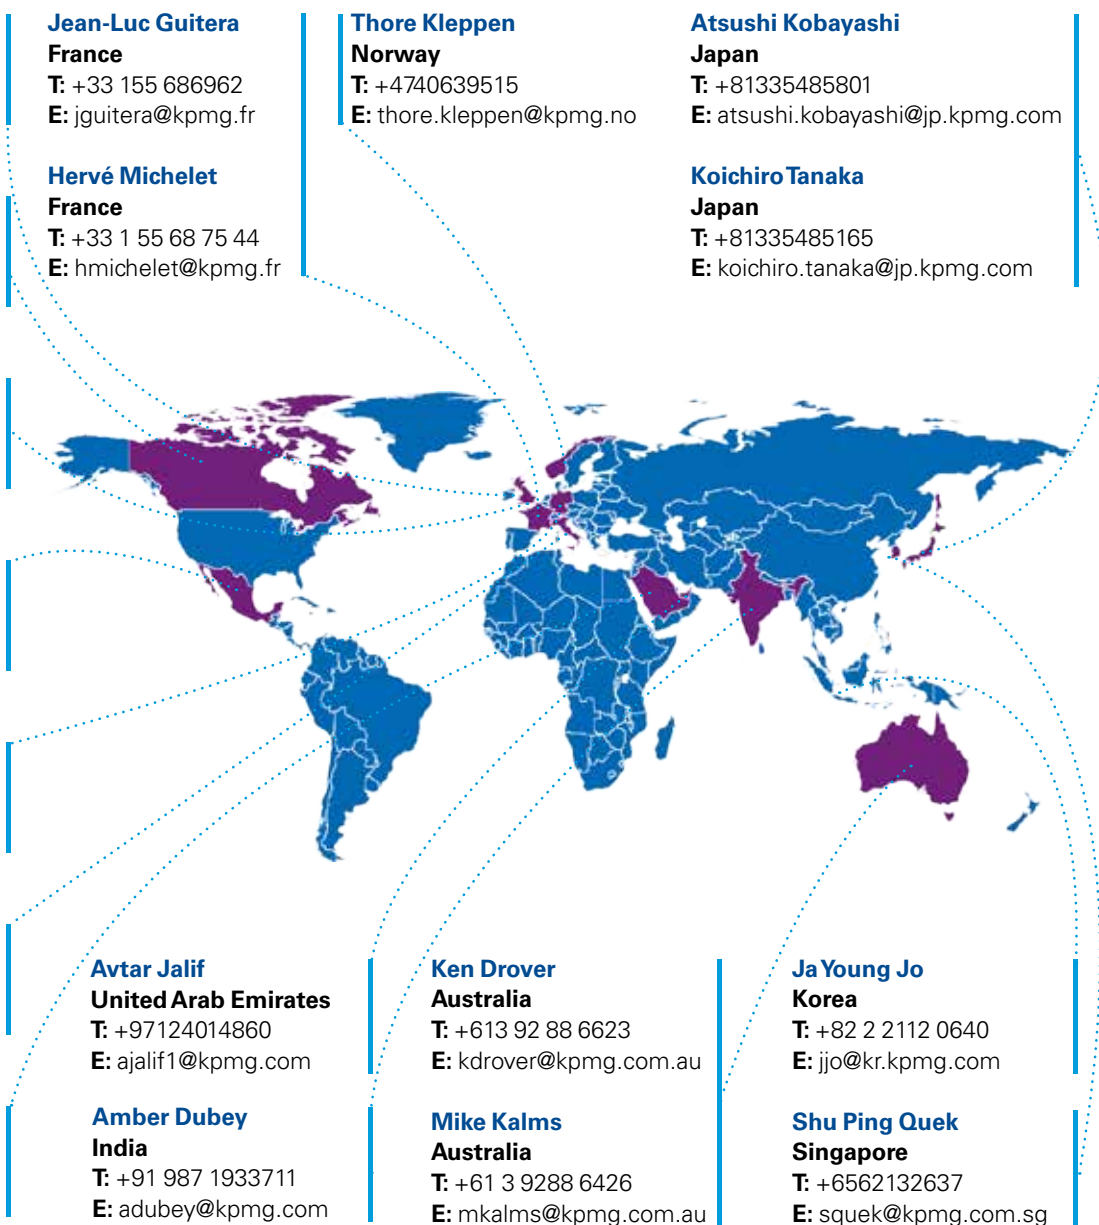 Jean-Luc Guitera
France
T: +33 155 686962
E: jguitera@kpmg.fr
Hervé Michelet
France
T: +33 1 55 68 75 44
E: hmichelet@kpmg.fr
Thore Kleppen
Norway
T: +4740639515
E: thore.kleppen@kpmg.no
Atsushi Kobayashi
Japan
T: +81335485801
E: atsushi.kobayashi@jp.kpmg.com
Koichiro Tanaka
Japan
T: +81335485165
E: koichiro.tanaka@jp.kpmg.com
Avtar Jalif
United Arab Emirates
T: +97124014860
E: ajalif1@kpmg.com
Amber Dubey
India
T: +91 987 1933711
E: adubey@kpmg.com
Ken Drover
Australia
T: +613 92 88 6623
E: kdrover@kpmg.com.au
Mike Kalms
Australia
T: +61 3 9288 6426
E: mkalms@kpmg.com.au
Ja Young Jo
Korea
T: +82 2 2112 0640
E: jjo@kr.kpmg.com
Shu Ping Quek
Singapore
T: +6562132637
E: squek@kpmg.com.sg